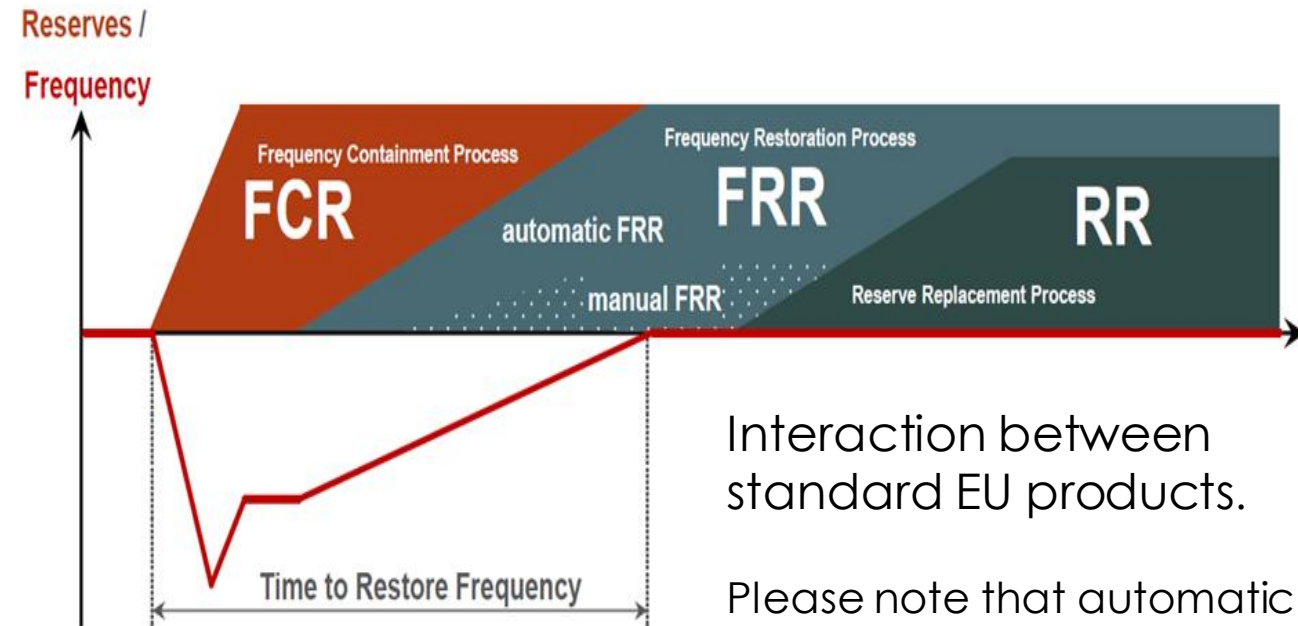 Reserves /
Frequency
Frequency Containment Process
FCR
Frequency Restoration Process
FRR
automatic FRR
manual FRR
RR
Reserve Replacement Process
Time to Restore Frequency
Interaction between
standard EU products.
Please note that automatic